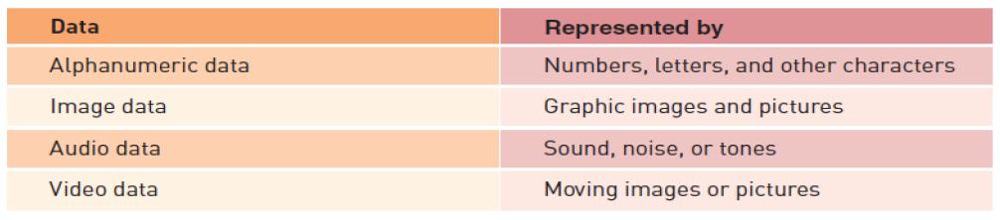 Data Represented by
Alphanumeric data Numbers, letters, and other characters
Image data Graphic images and pictures
Audio data Sound, noise, or tones
Video data Moving images or pictures